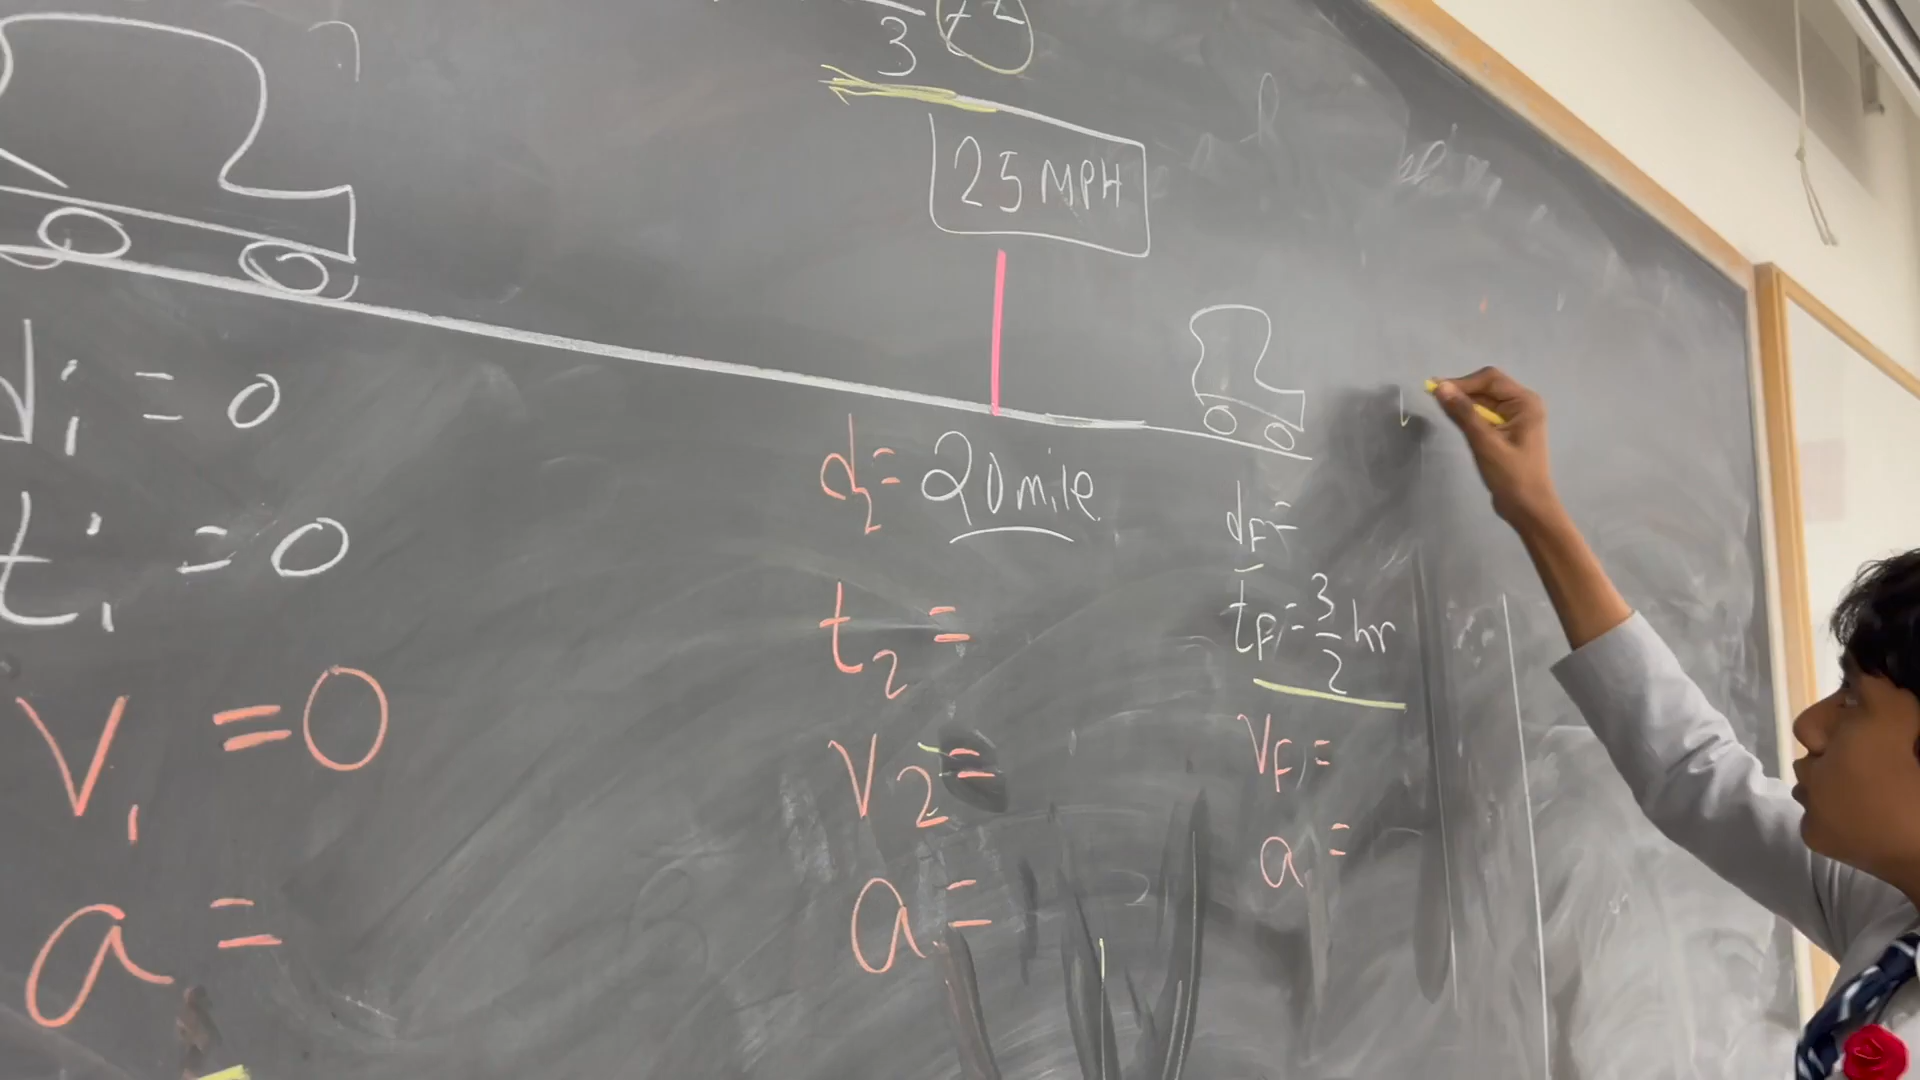 3 t²
25 MPH
di = 0
ti = 0
V1 = 0
a =
d2 = 20 mile
t2 =
V2 =
a =
dF =
tF = 3/2 hr
VF =
a =